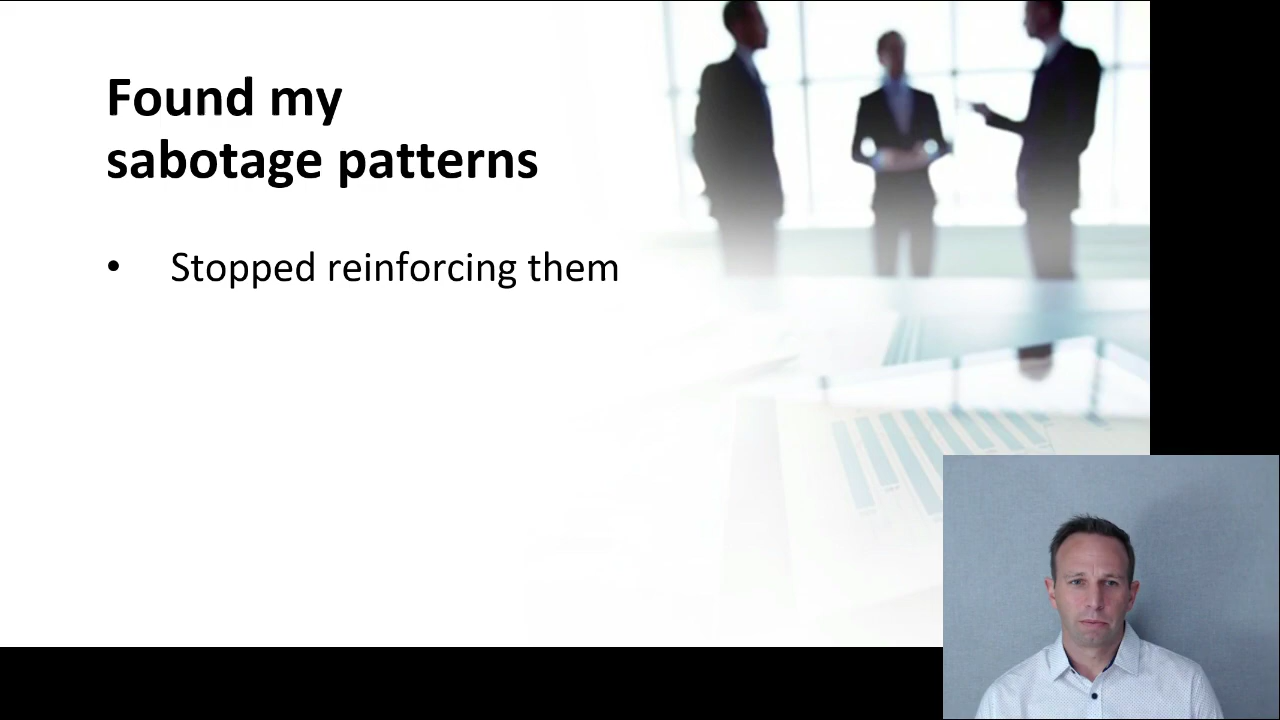 Found my
sabotage patterns
• Stopped reinforcing them